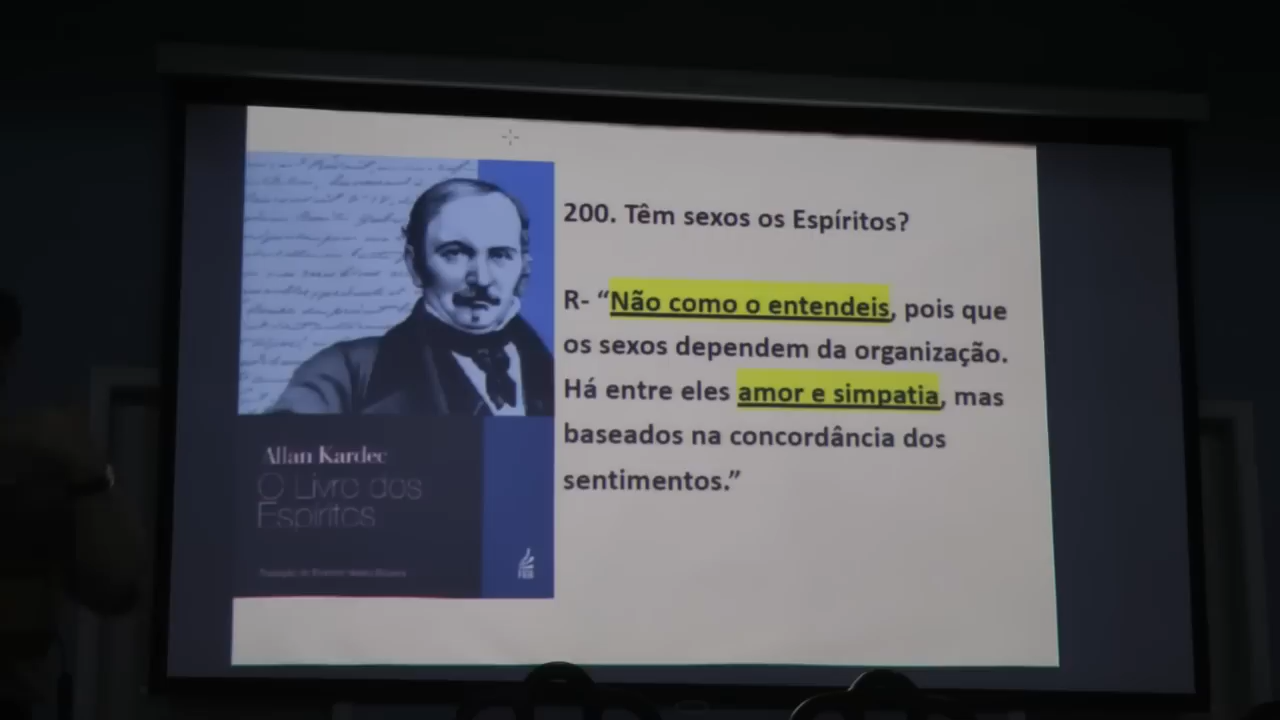 200. Têm sexos os Espíritos?
R- “Não como o entendeis, pois que
os sexos dependem da organização.
Há entre eles amor e simpatia, mas
baseados na concordância dos
sentimentos.”
Allan Kardec
O Livro dos
Espíritos
FEB